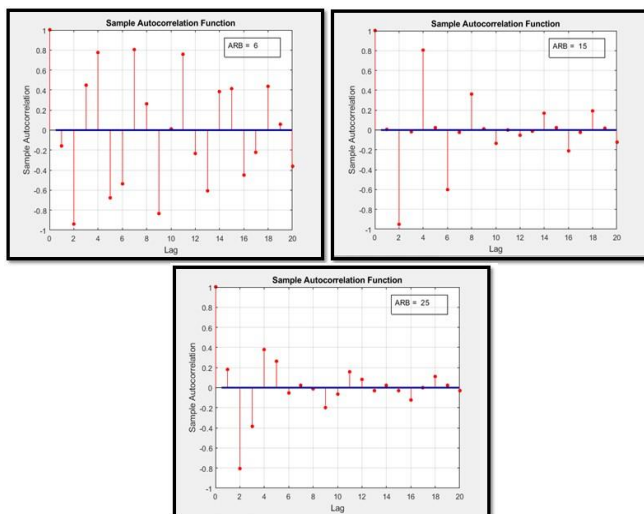 Sample Autocorrelation Function
ARB = 6
Sample Autocorrelation
1
0.8
0.6
0.4
0.2
0
-0.2
-0.4
-0.6
-0.8
-1
0 2 4 6 8 10 12 14 16 18 20
Lag
Sample Autocorrelation Function
ARB = 15
Sample Autocorrelation
1
0.8
0.6
0.4
0.2
0
-0.2
-0.4
-0.6
-0.8
-1
0 2 4 6 8 10 12 14 16 18 20
Lag
Sample Autocorrelation Function
ARB = 25
Sample Autocorrelation
1
0.8
0.6
0.4
0.2
0
-0.2
-0.4
-0.6
-0.8
-1
0 2 4 6 8 10 12 14 16 18 20
Lag